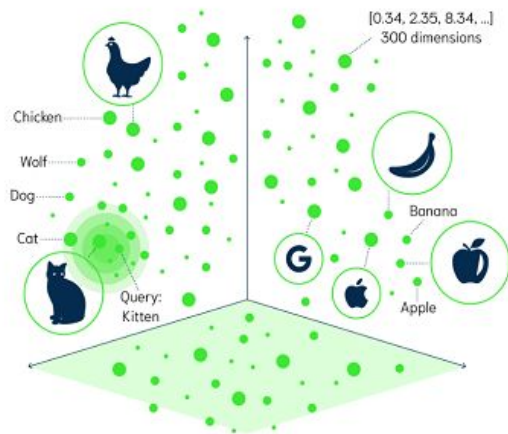 [0.34, 2.35, 8.34, ...]
300 dimensions
Chicken
Wolf
Dog
Cat
Query:
Kitten
G
Banana
Apple